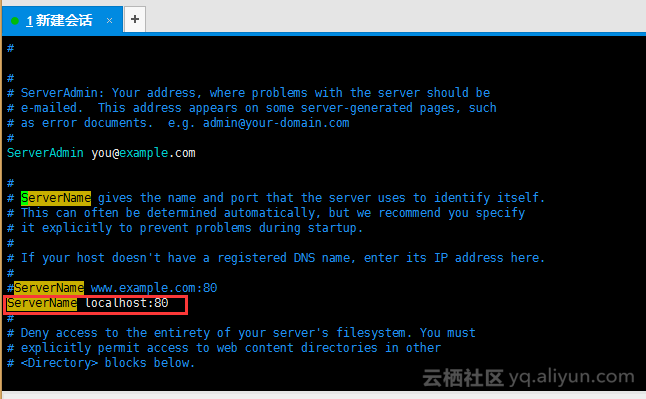 1 新建会话 × +
#
#
# ServerAdmin: Your address, where problems with the server should be
# e-mailed.  This address appears on some server-generated pages, such
# as error documents.  e.g. admin@your-domain.com
#
ServerAdmin you@example.com
#
# ServerName gives the name and port that the server uses to identify itself.
# This can often be determined automatically, but we recommend you specify
# it explicitly to prevent problems during startup.
#
# If your host doesn't have a registered DNS name, enter its IP address here.
#
#ServerName www.example.com:80
ServerName localhost:80
#
# Deny access to the entirety of your server's filesystem. You must
# explicitly permit access to web content directories in other
# <Directory> blocks below.
云栖社区 yq.aliyun.com